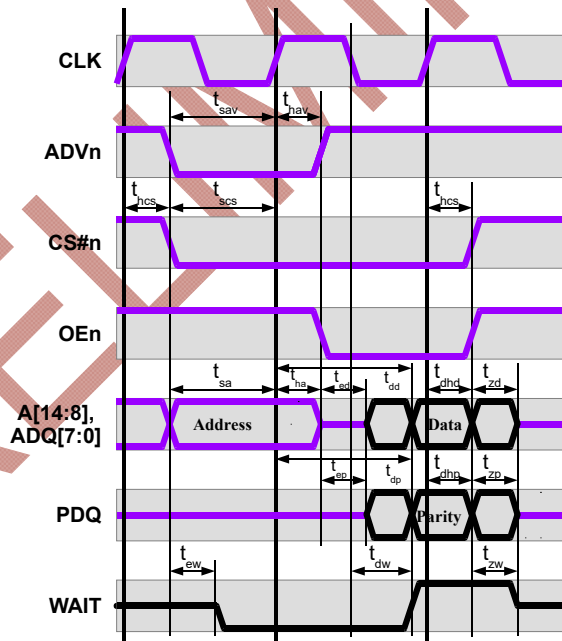 CLK
t sav t hav
ADVn
t hcs t scs t hcs
CS#n
OEn
t sa t ha t ed t dd t dhd t zd
A[14:8],
ADQ[7:0]
Address Data
t ep t dp t dhp t zp
PDQ
Parity
t ew t dw t zw
WAIT